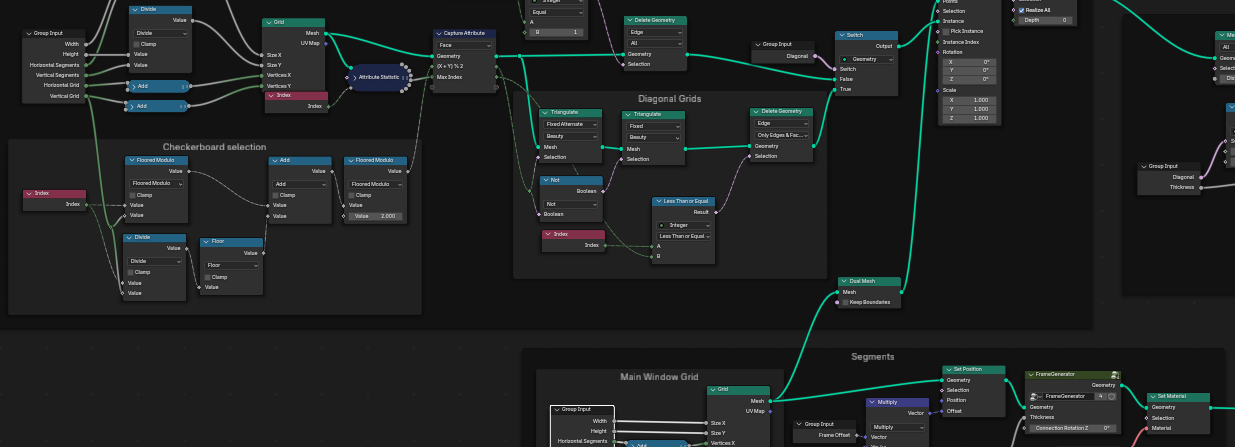 Group Input
Width
Height
Horizontal Segments
Vertical Segments
Horizontal Grid
Vertical Grid
Divide
Value
Divide
Clamp
Value
Value
Add
Add
Grid
Mesh
UV Map
Size X
Size Y
Vertices X
Vertices Y
Index
Index
Attribute Statistic
Capture Attribute
Face
Geometry
(X + Y) % 2
Max Index
Integer
Equal
A
B 1
Delete Geometry
Edge
All
Geometry
Selection
Group Input
Diagonal
Switch
Output
Geometry
Switch
False
True
Points
Selection
Instance
Pick Instance
Instance Index
Rotation
X 0°
Y 0°
Z 0°
Scale
X 1.000
Y 1.000
Z 1.000
Realize All
Depth 0
Checkerboard selection
Index
Index
Floored Modulo
Value
Floored Modulo
Clamp
Value
Value
Divide
Value
Divide
Clamp
Value
Value
Floor
Value
Floor
Clamp
Value
Add
Value
Add
Clamp
Value
Value
Floored Modulo
Value
Floored Modulo
Clamp
Value
Value 2.000
Diagonal Grids
Triangulate
Fixed Alternate
Beauty
Mesh
Selection
Triangulate
Fixed
Beauty
Mesh
Selection
Delete Geometry
Edge
Only Edges & Fac...
Geometry
Selection
Not
Boolean
Not
Boolean
Index
Index
Less Than or Equal
Result
Integer
Less Than or Equal
A
B
Dual Mesh
Mesh
Keep Boundaries
Group Input
Diagonal
Thickness
All
Segments
Main Window Grid
Group Input
Width
Height
Horizontal Segments
Add
Grid
Mesh
UV Map
Size X
Size Y
Vertices X
Group Input
Frame Offset
Multiply
Vector
Multiply
Vector
Set Position
Geometry
Selection
Position
Offset
FrameGenerator
Geometry
FrameGenerator 4
Geometry
Thickness
Connection Rotation Z 0°
Set Material
Geometry
Geometry
Selection
Material